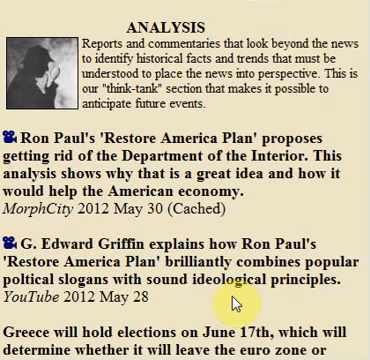 ANALYSIS
Reports and commentaries that look beyond the news
to identify historical facts and trends that must be
understood to place the news into perspective. This is
our "think-tank" section that makes it possible to
anticipate future events.
Ron Paul's 'Restore America Plan' proposes
getting rid of the Department of the Interior. This
analysis shows why that is a great idea and how it
would help the American economy.
MorphCity 2012 May 30 (Cached)
G. Edward Griffin explains how Ron Paul's
'Restore America Plan' brilliantly combines popular
poltical slogans with sound ideological principles.
YouTube 2012 May 28
Greece will hold elections on June 17th, which will
determine whether it will leave the euro zone or